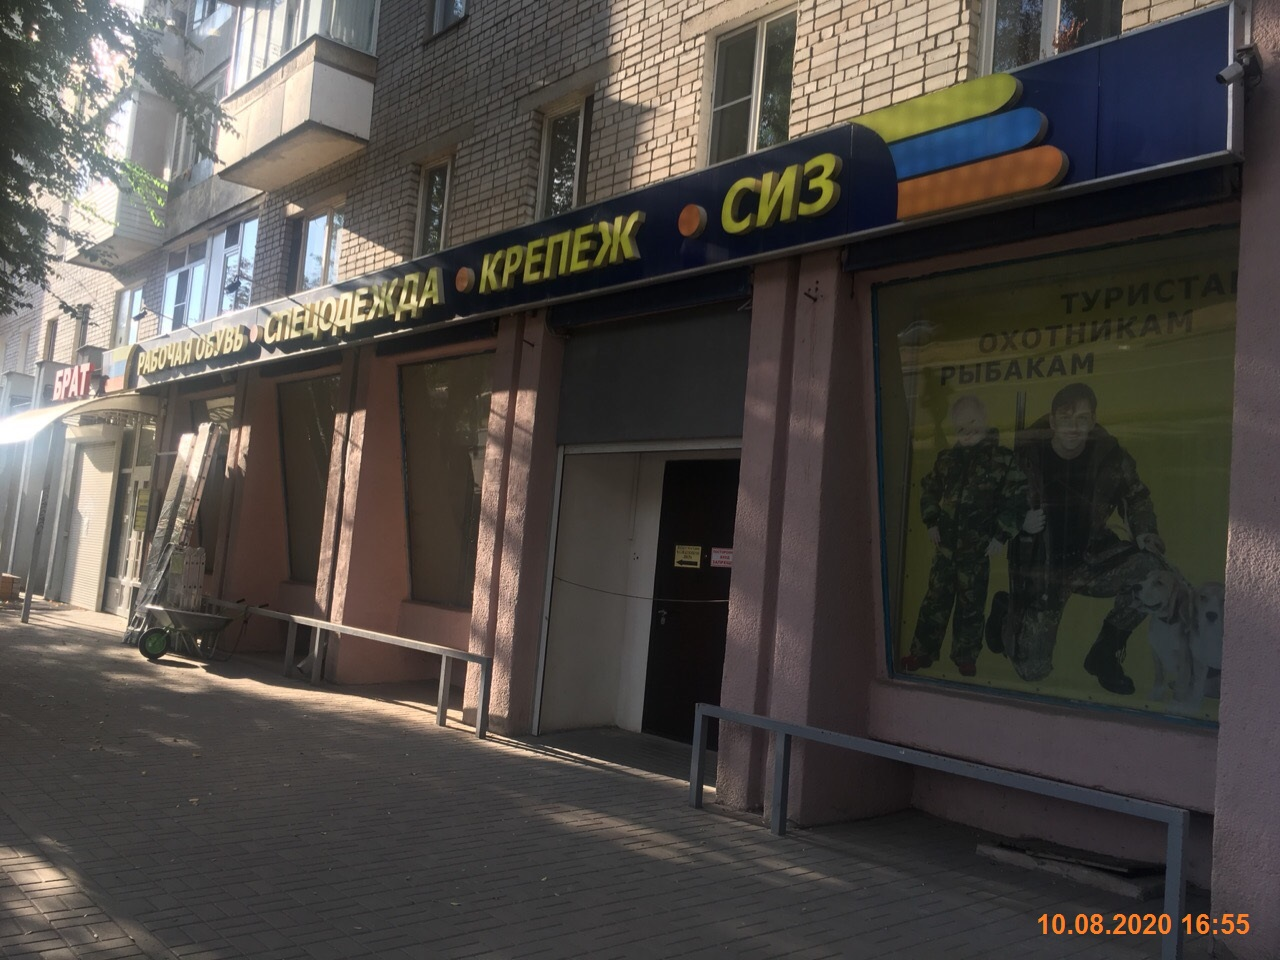 БРАТ
РАБОЧАЯ ОБУВЬ • СПЕЦОДЕЖДА • КРЕПЕЖ • СИЗ
ТУРИСТАМ
ОХОТНИКАМ
РЫБАКАМ
10.08.2020 16:55